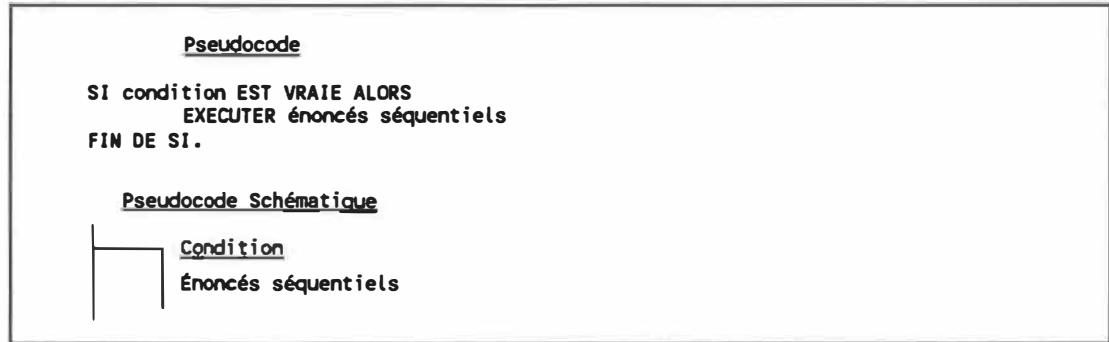 Pseudocode
SI condition EST VRAIE ALORS
EXECUTER énoncés séquentiels
FIN DE SI.
Pseudocode Schématique
Condition
Énoncés séquentiels